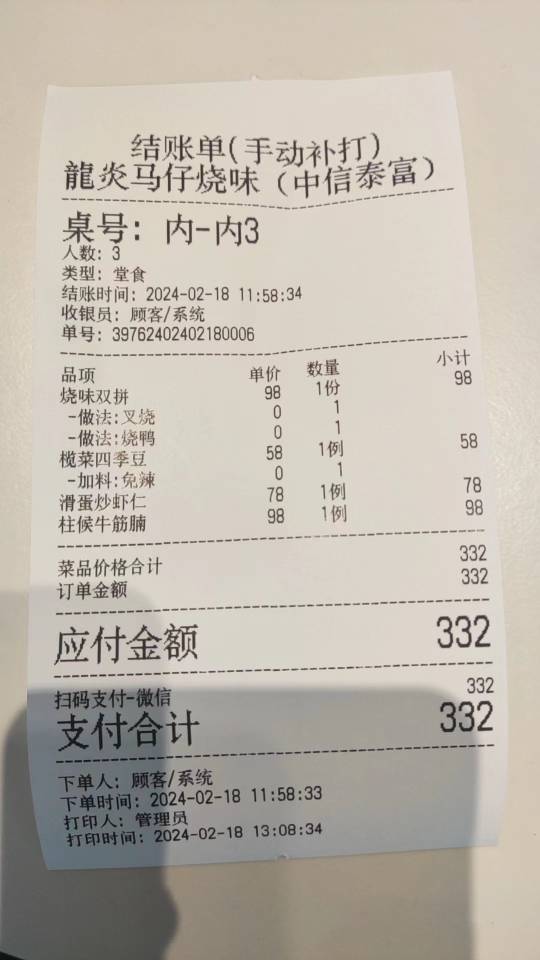 结账单(手动补打)
龍炎马仔烧味（中信泰富）
桌号: 内-内3
人数: 3
类型: 堂食
结账时间: 2024-02-18 11:58:34
收银员: 顾客/系统
单号: 39762402402180006
品项 单价 数量 小计
烧味双拼 98 1份 98
-做法:叉烧 0 1
-做法:烧鸭 0 1
榄菜四季豆 58 1例 58
-加料:免辣 0 1
滑蛋炒虾仁 78 1例 78
柱候牛筋腩 98 1例 98
菜品价格合计 332
订单金额 332
应付金额 332
扫码支付-微信 332
支付合计 332
下单人: 顾客/系统
下单时间: 2024-02-18 11:58:33
打印人: 管理员
打印时间: 2024-02-18 13:08:34